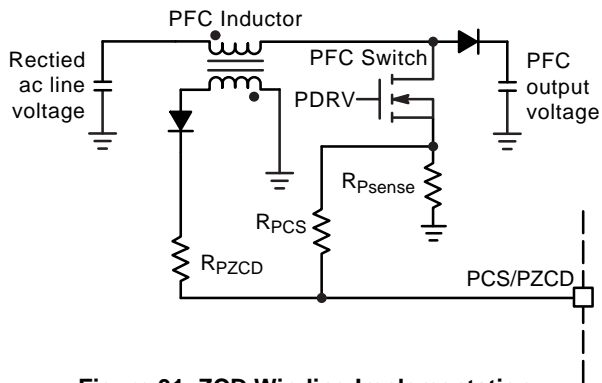 PFC Inductor
Rectied
ac line
voltage
PFC Switch
PDRV
PFC
output
voltage
RPsense
RPCS
RPZCD
PCS/PZCD